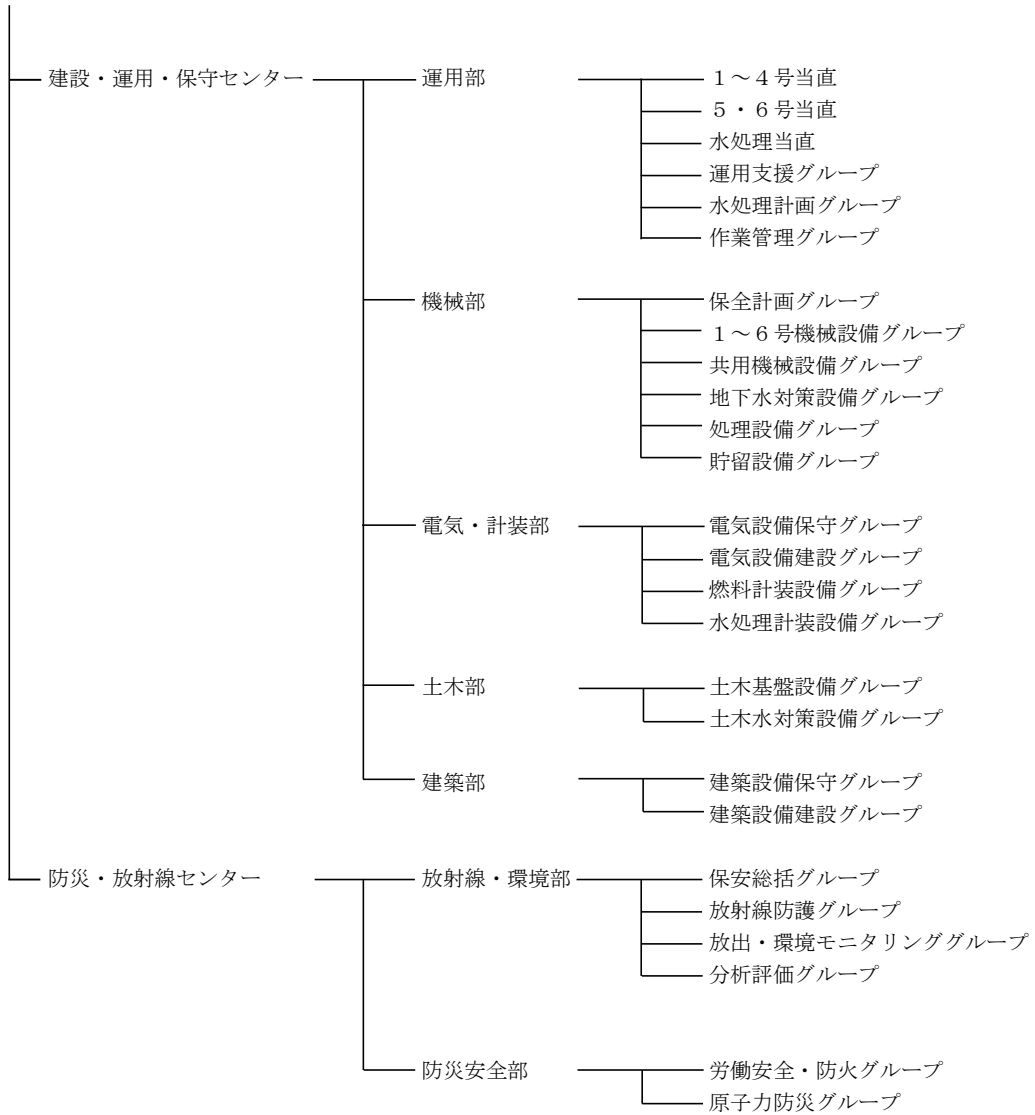 建設・運用・保守センター 運用部 １～４号当直
５・６号当直
水処理当直
運用支援グループ
水処理計画グループ
作業管理グループ
機械部 保全計画グループ
１～６号機械設備グループ
共用機械設備グループ
地下水対策設備グループ
処理設備グループ
貯留設備グループ
電気・計装部 電気設備保守グループ
電気設備建設グループ
燃料計装設備グループ
水処理計装設備グループ
土木部 土木基盤設備グループ
土木水対策設備グループ
建築部 建築設備保守グループ
建築設備建設グループ
防災・放射線センター 放射線・環境部 保安総括グループ
放射線防護グループ
放出・環境モニタリンググループ
分析評価グループ
防災安全部 労働安全・防火グループ
原子力防災グループ